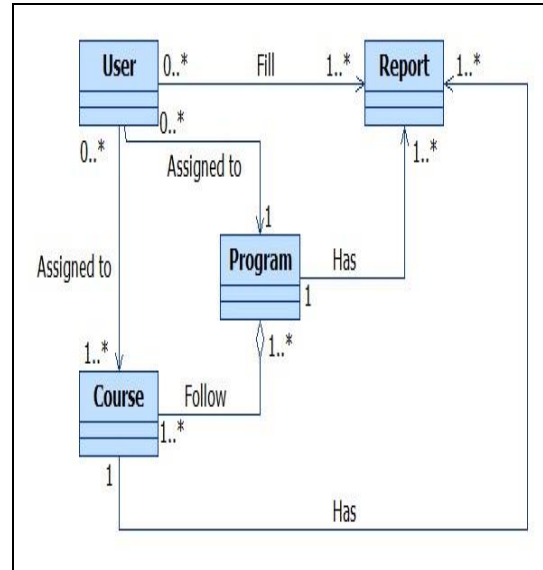 User 0..* Fill 1..* Report 1..*
0..* 0..* Assigned to 1..*
Assigned to 1 Program 1 Has
1..* 1..*
Course Follow 1..*
1 Has